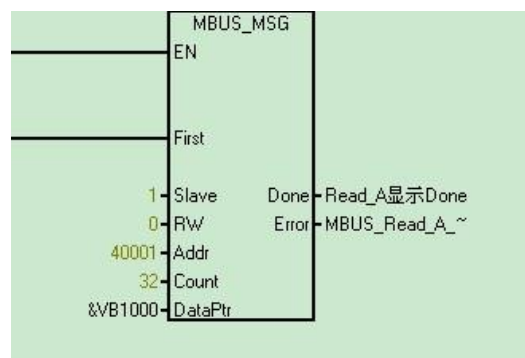 MBUS_MSG
EN
First
1 Slave Done Read_A显示Done
0 RW Error MBUS_Read_A_~
40001 Addr
32 Count
&VB1000 DataPtr